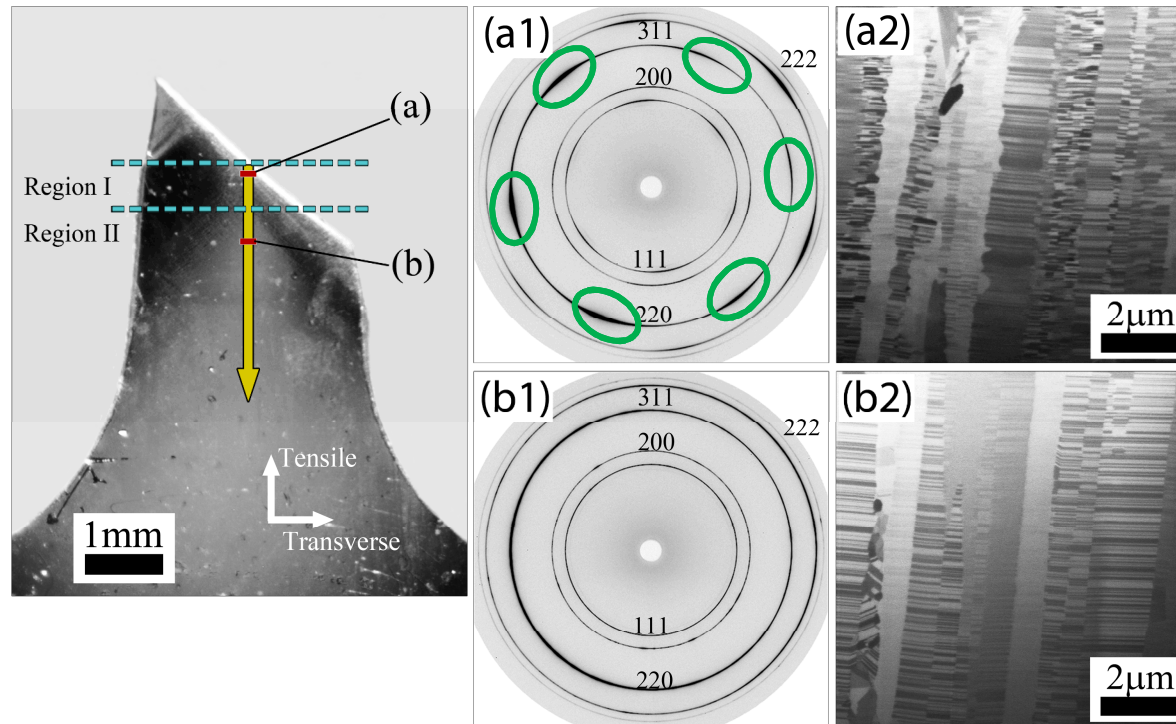 (a)
Region I
Region II
(b)
Tensile
1mm
Transverse
(a1)
311
222
200
111
220
(a2)
2μm
(b1)
311
222
200
111
220
(b2)
2μm